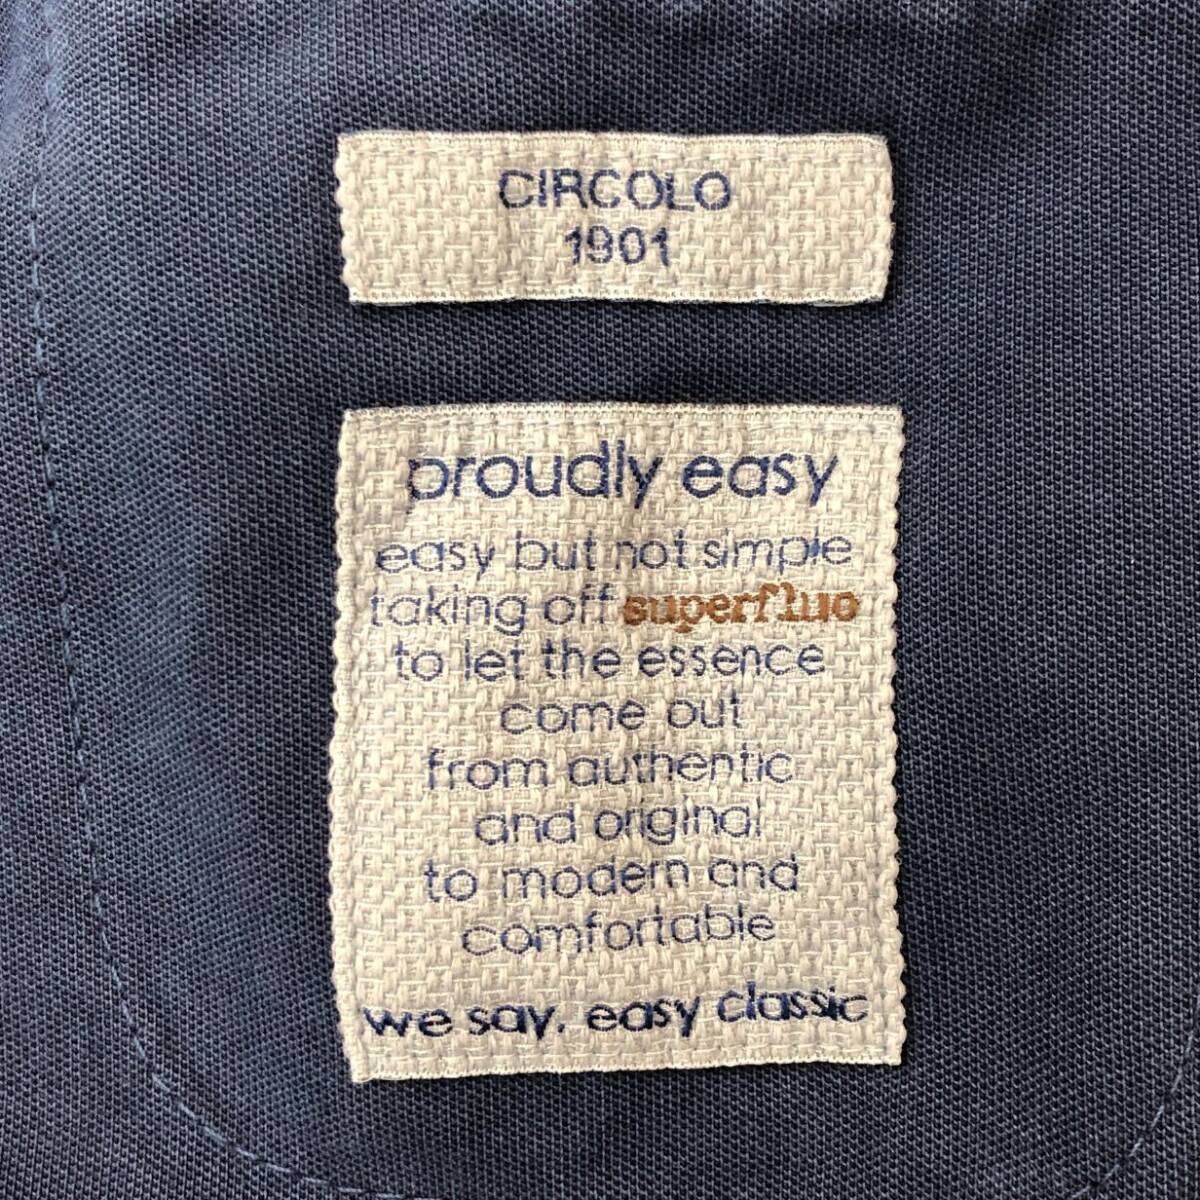 CIRCOLO
1901
proudly easy
easy but not simple
taking off superfluo
to let the essence
come out
from authentic
and original
to modern and
comfortable
we say. easy classic